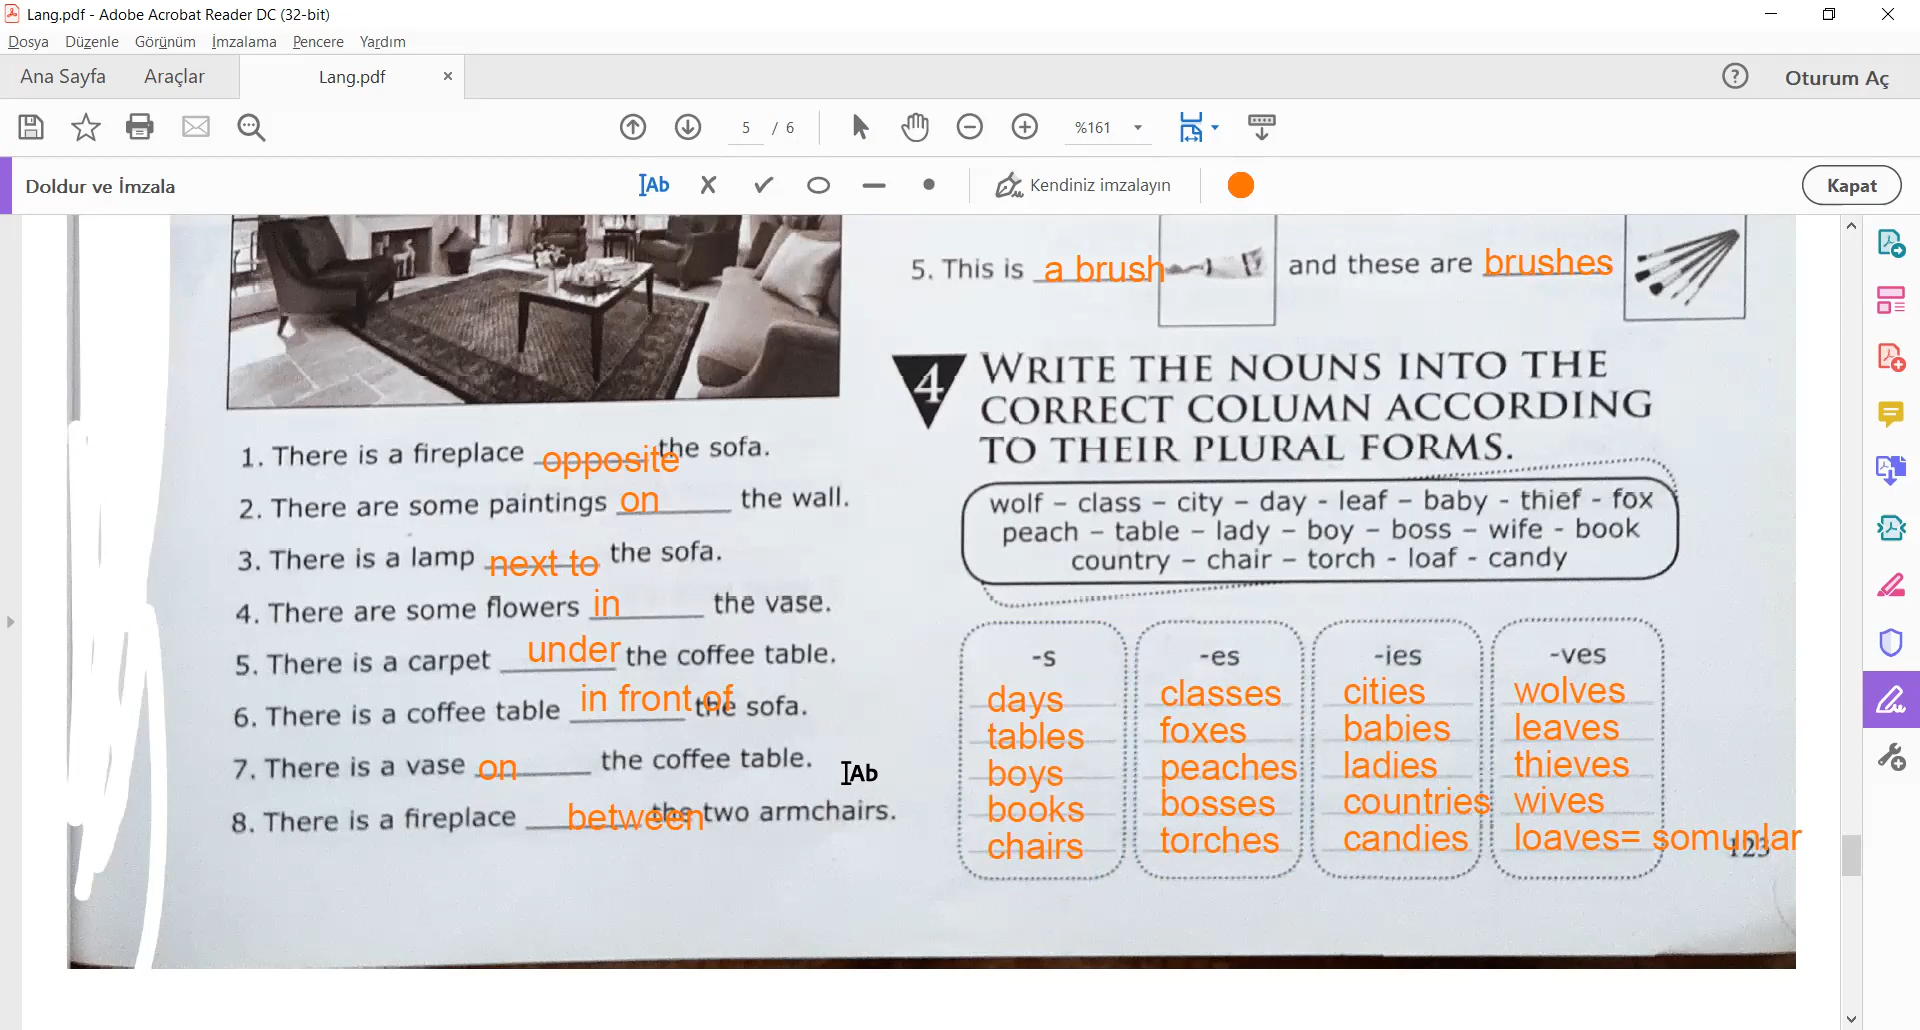 Lang.pdf - Adobe Acrobat Reader DC (32-bit)
Dosya Düzenle Görünüm İmzalama Pencere Yardım
Ana Sayfa Araçlar Lang.pdf × ? Oturum Aç
5 / 6 %161
Doldur ve İmzala Ab Kendiniz imzalayın Kapat
5. This is a brush and these are brushes
4 WRITE THE NOUNS INTO THE
CORRECT COLUMN ACCORDING
TO THEIR PLURAL FORMS.
wolf – class – city – day - leaf – baby - thief - fox
peach – table – lady – boy – boss – wife - book
country – chair – torch - loaf - candy
1. There is a fireplace opposite the sofa.
2. There are some paintings on the wall.
3. There is a lamp next to the sofa.
4. There are some flowers in the vase.
5. There is a carpet under the coffee table.
6. There is a coffee table in front of the sofa.
7. There is a vase on the coffee table.
8. There is a fireplace between the two armchairs.
Ab
-s -es -ies -ves
days classes cities wolves
tables foxes babies leaves
boys peaches ladies thieves
books bosses countries wives
chairs torches candies loaves= somunlar
123